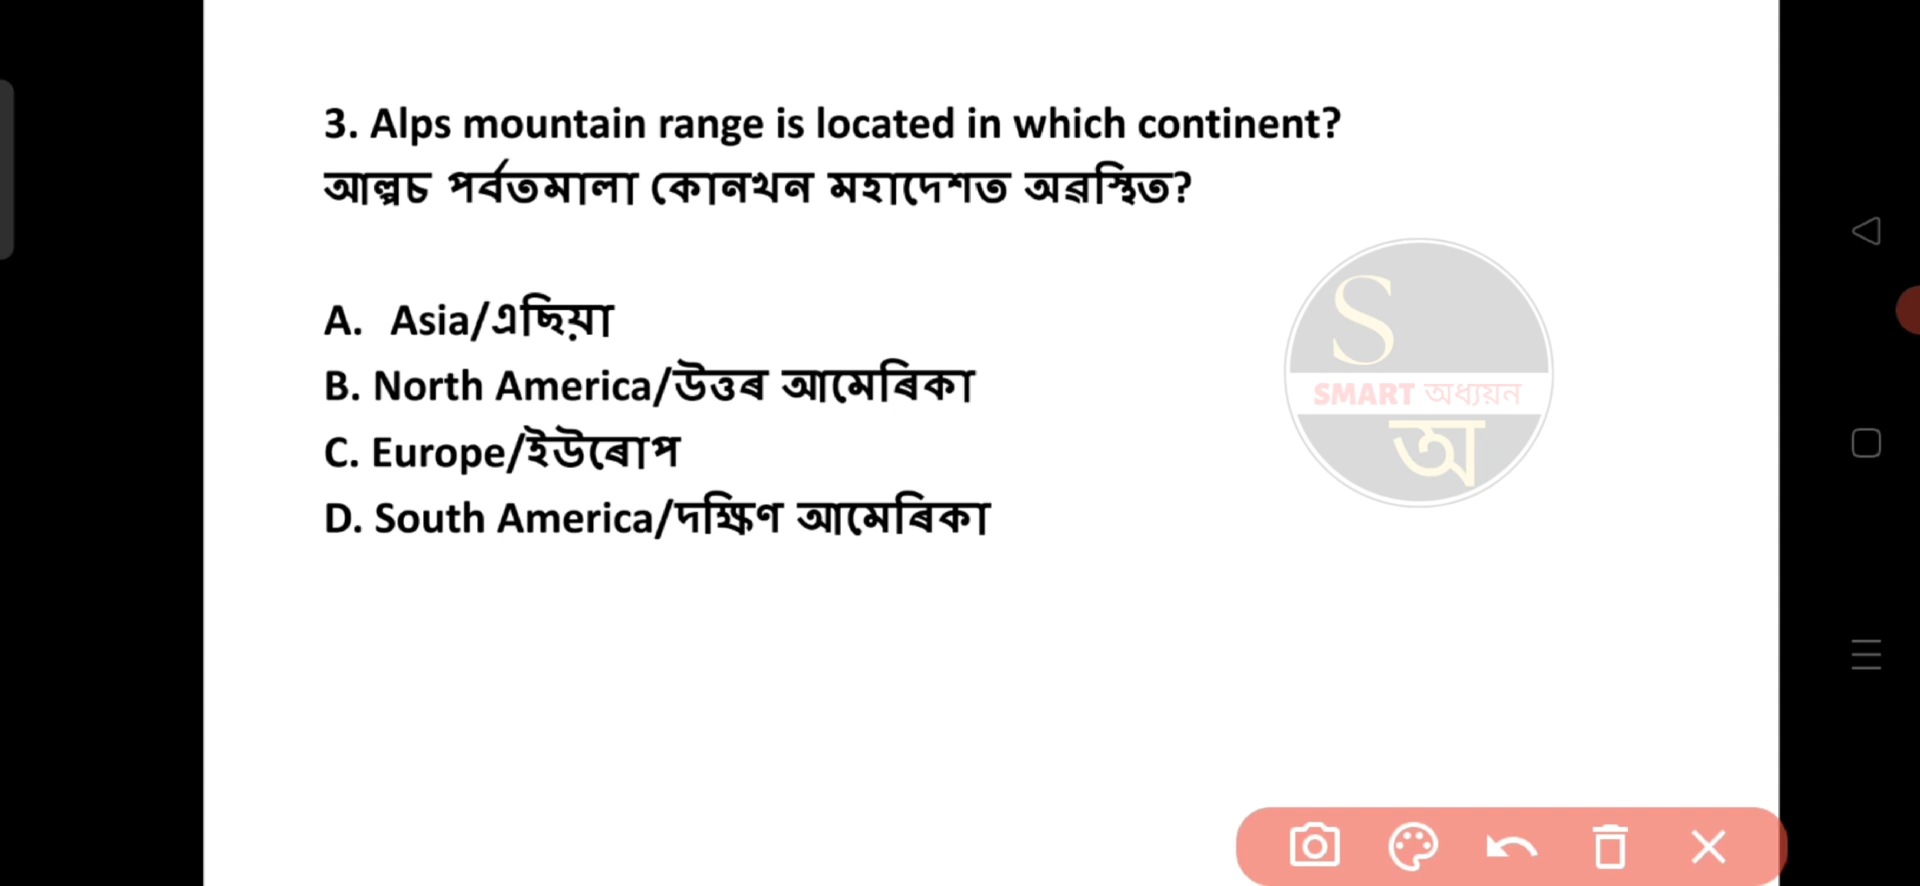 3. Alps mountain range is located in which continent?
আল্পচ পৰ্বতমালা কোনখন মহাদেশত অৱস্থিত?
A. Asia/এছিয়া
B. North America/উত্তৰ আমেৰিকা
C. Europe/ইউৰোপ
D. South America/দক্ষিণ আমেৰিকা
S
SMART অধ্যয়ন
অ